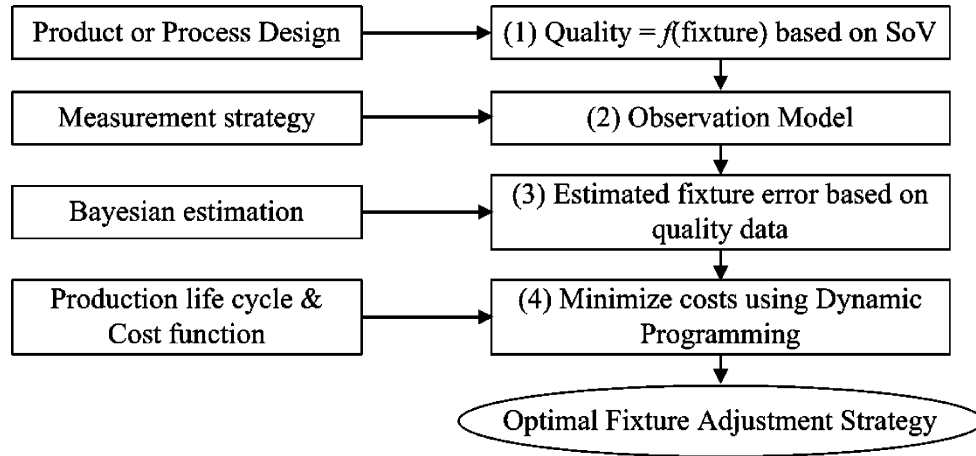 Product or Process Design
(1) Quality = f(fixture) based on SoV
Measurement strategy
(2) Observation Model
Bayesian estimation
(3) Estimated fixture error based on
quality data
Production life cycle &
Cost function
(4) Minimize costs using Dynamic
Programming
Optimal Fixture Adjustment Strategy